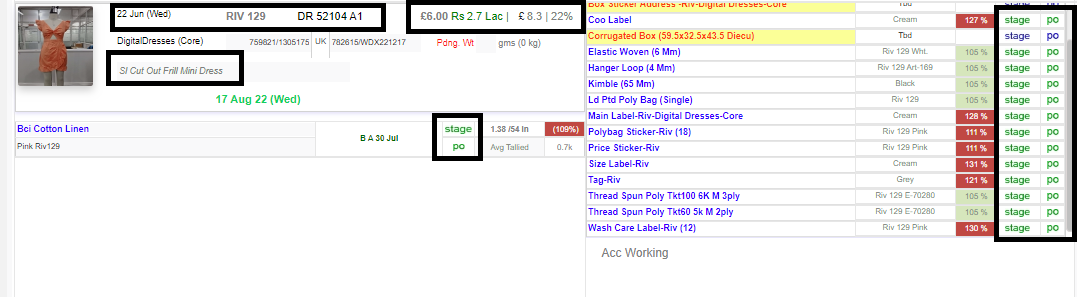 22 Jun (Wed) RIV 129 DR 52104 A1 £6.00 Rs 2.7 Lac | £ 8.3 | 22%
DigitalDresses (Core) 759821/1305175 UK 782615/WDX221217 Pdng. Wt gms (0 kg)
Sl Cut Out Frill Mini Dress
17 Aug 22 (Wed)
Bci Cotton Linen B A 30 Jul stage 1.38 /54 In (109%)
Pink Riv129 po Avg Tallied 0.7k
Box Sticker Address -Riv-Digital Dresses-Core Tbd stage po
Coo Label Cream 127 % stage po
Corrugated Box (59.5x32.5x43.5 Diecu) Tbd stage po
Elastic Woven (6 Mm) Riv 129 Wht. 105 % stage po
Hanger Loop (4 Mm) Riv 129 Art-169 105 % stage po
Kimble (65 Mm) Black 105 % stage po
Ld Ptd Poly Bag (Single) Riv 129 105 % stage po
Main Label-Riv-Digital Dresses-Core Cream 128 % stage po
Polybag Sticker-Riv (18) Riv 129 Pink 111 % stage po
Price Sticker-Riv Riv 129 Pink 111 % stage po
Size Label-Riv Cream 131 % stage po
Tag-Riv Grey 121 % stage po
Thread Spun Poly Tkt100 6K M 3ply Riv 129 E-70280 105 % stage po
Thread Spun Poly Tkt60 5k M 2ply Riv 129 E-70280 105 % stage po
Wash Care Label-Riv (12) Riv 129 Pink 130 % stage po
Acc Working